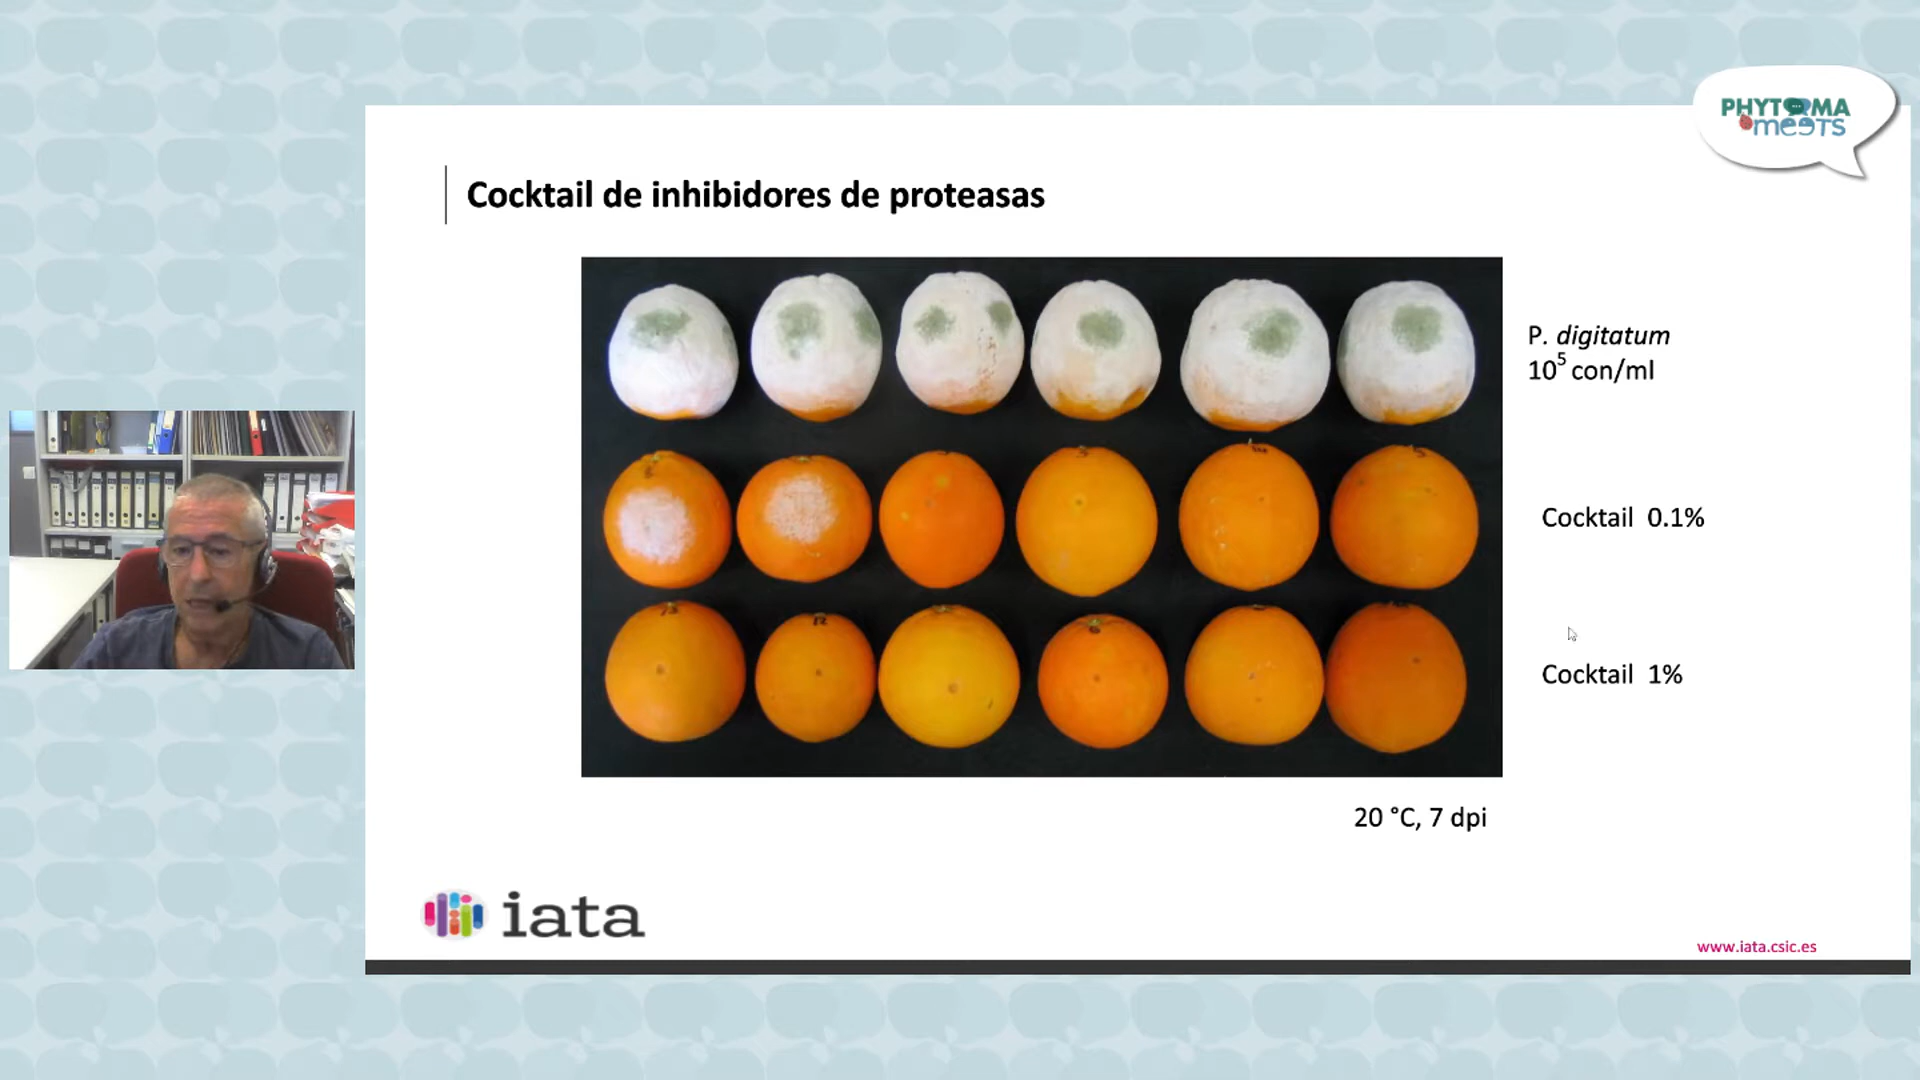 PHYTOMA
meeTs
Cocktail de inhibidores de proteasas
P. digitatum
10⁵ con/ml
Cocktail 0.1%
Cocktail 1%
20 °C, 7 dpi
iata
www.iata.csic.es